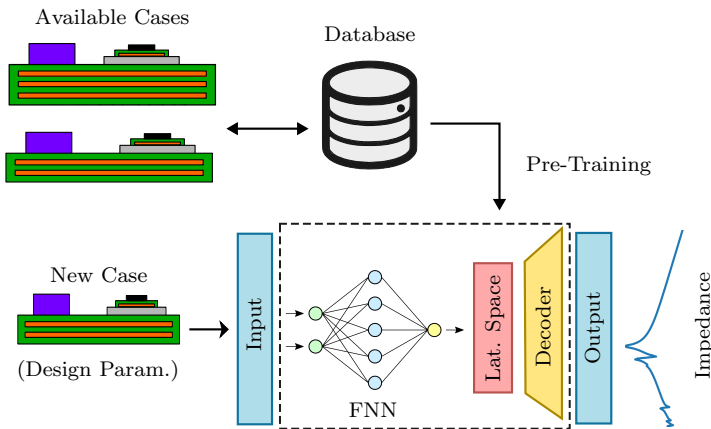 Available Cases
Database
Pre-Training
New Case
(Design Param.)
Input
FNN
Lat. Space
Decoder
Output
Impedance